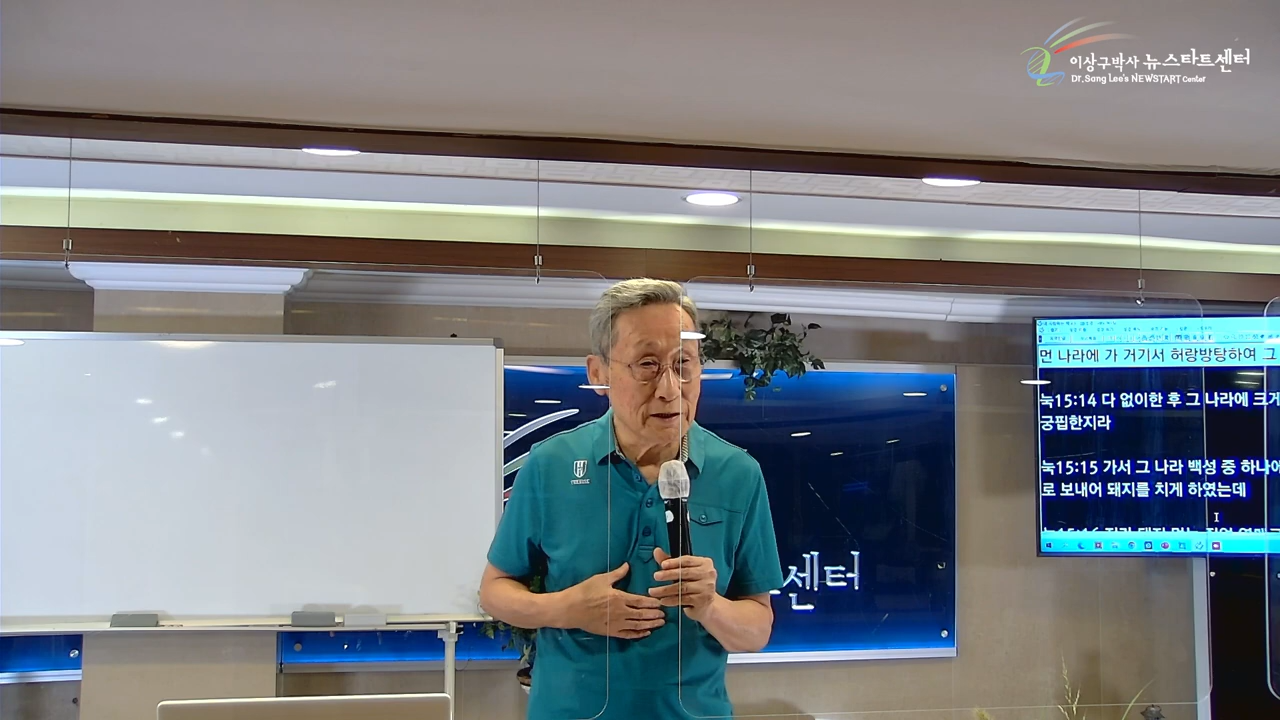 이상구박사 뉴스타트센터
Dr. Sang Lee's NEWSTART Center
먼 나라에 가 거기서 허랑방탕하여 그
눅15:14 다 없이한 후 그 나라에 크게
궁핍한지라
눅15:15 가서 그 나라 백성 중 하나에
로 보내어 돼지를 치게 하였는데
센터